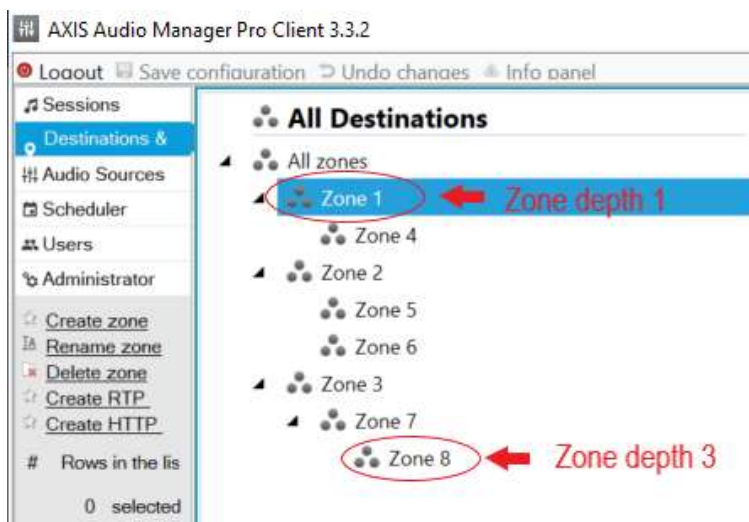 AXIS Audio Manager Pro Client 3.3.2
Logout Save configuration Undo changes Info panel
Sessions
Destinations &
Audio Sources
Scheduler
Users
Administrator
Create zone
Rename zone
Delete zone
Create RTP
Create HTTP
# Rows in the lis
0 selected
All Destinations
All zones
Zone 1 Zone depth 1
Zone 4
Zone 2
Zone 5
Zone 6
Zone 3
Zone 7
Zone 8 Zone depth 3